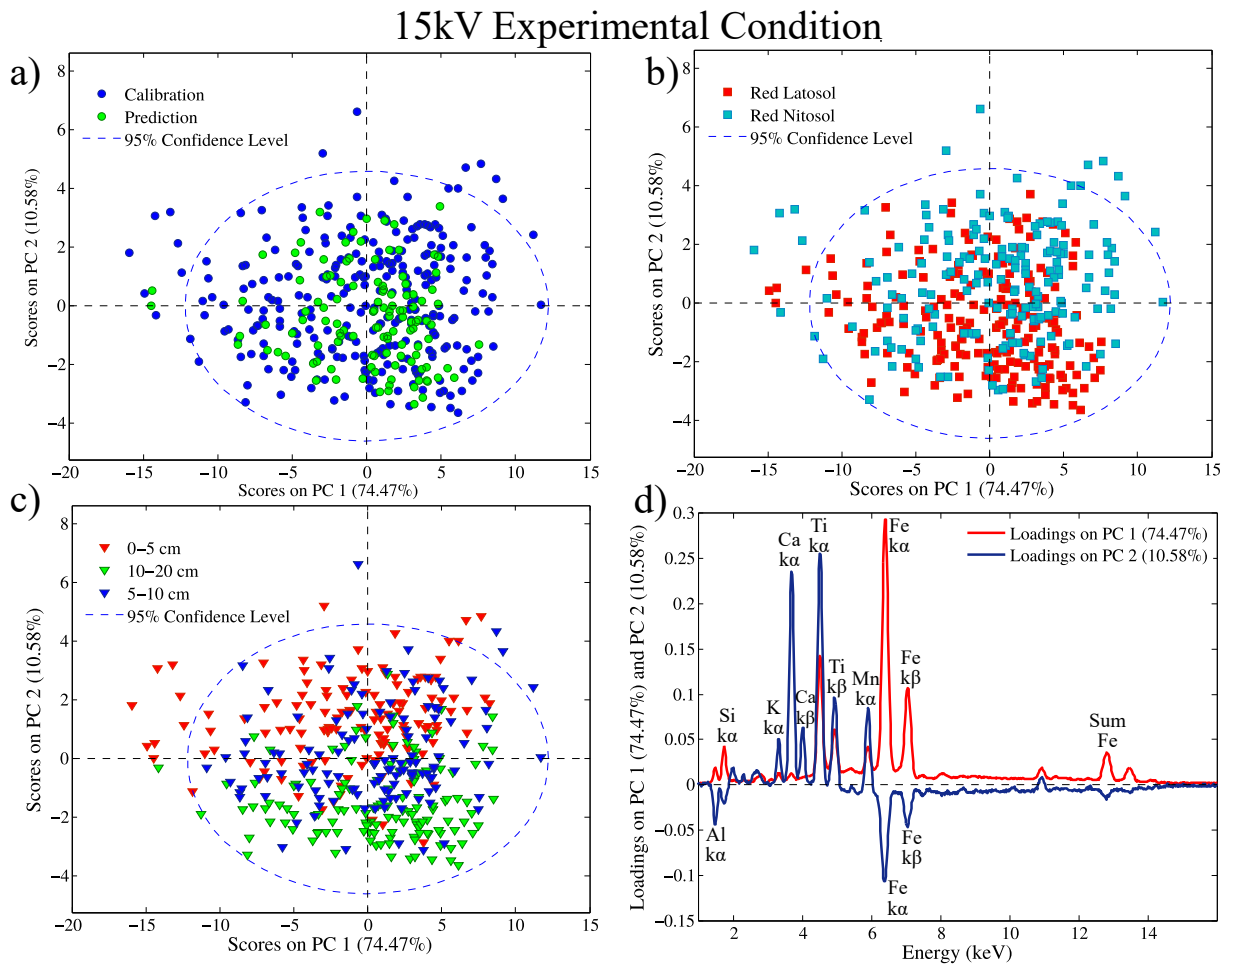 15kV Experimental Condition
a)
Calibration
Prediction
95% Confidence Level
Scores on PC 2 (10.58%)
8
6
4
2
0
−2
−4
−20
−15
−10
−5
0
5
10
15
Scores on PC 1 (74.47%)
b)
Red Latosol
Red Nitosol
95% Confidence Level
Scores on PC 2 (10.58%)
8
6
4
2
0
−2
−4
−20
−15
−10
−5
0
5
10
15
Scores on PC 1 (74.47%)
c)
0−5 cm
10−20 cm
5−10 cm
95% Confidence Level
Scores on PC 2 (10.58%)
8
6
4
2
0
−2
−4
−20
−15
−10
−5
0
5
10
15
Scores on PC 1 (74.47%)
d)
Loadings on PC 1 (74.47%)
Loadings on PC 2 (10.58%)
Loadings on PC 1 (74.47%) and PC 2 (10.58%)
0.3
0.25
0.2
0.15
0.1
0.05
0
−0.05
−0.1
−0.15
Al
kα
Si
kα
K
kα
Ca
kα
Ca
kβ
Ti
kα
Ti
kβ
Mn
kα
Fe
kα
Fe
kβ
Fe
kα
Fe
kβ
Sum
Fe
2
4
6
8
10
12
14
Energy (keV)